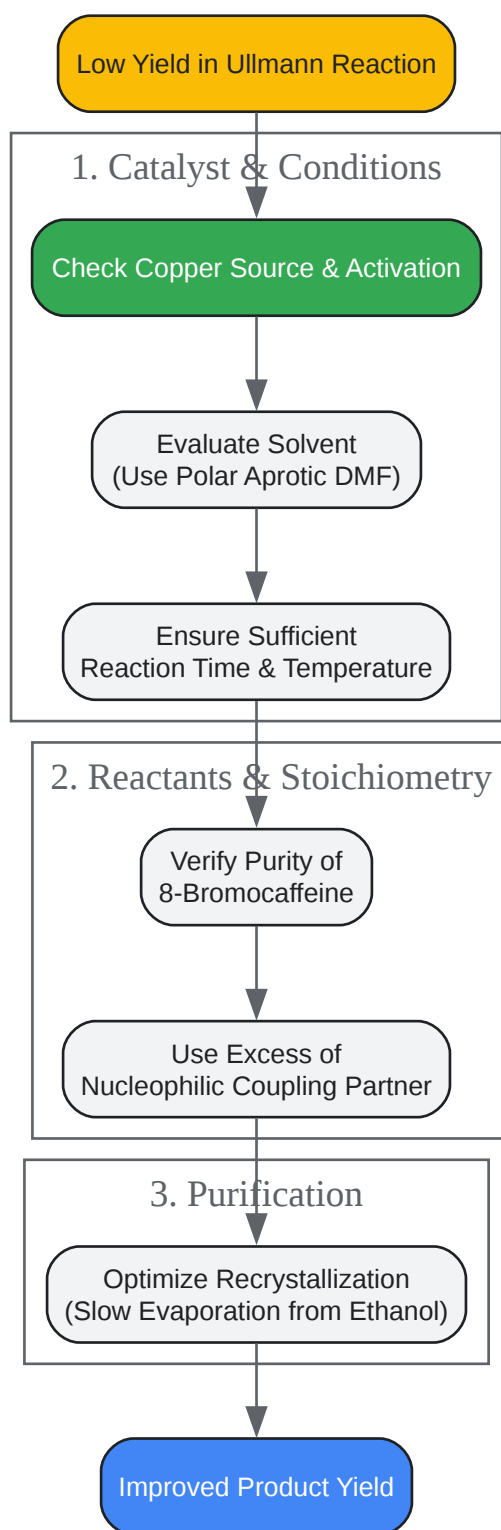 Low Yield in Ullmann Reaction
1. Catalyst & Conditions
Check Copper Source & Activation
Evaluate Solvent
(Use Polar Aprotic DMF)
Ensure Sufficient
Reaction Time & Temperature
2. Reactants & Stoichiometry
Verify Purity of
8-Bromocaffeine
Use Excess of
Nucleophilic Coupling Partner
3. Purification
Optimize Recrystallization
(Slow Evaporation from Ethanol)
Improved Product Yield